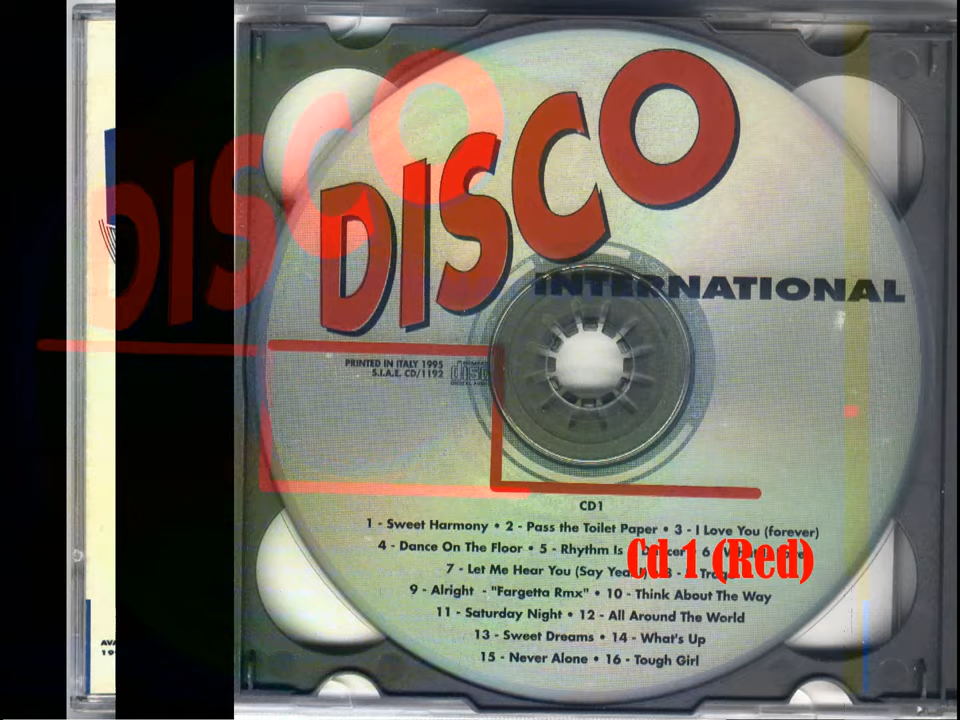 DISCO
DISCO
INTERNATIONAL
PRINTED IN ITALY 1995
S.I.A.E. CD/1192
disc
CD1
1 - Sweet Harmony • 2 - Pass the Toilet Paper • 3 - I Love You (forever)
4 - Dance On The Floor • 5 - Rhythm Is 6
Cd 1 (Red)
7 - Let Me Hear You (Say Yeah)
9 - Alright - "Fargetta Rmx" • 10 - Think About The Way
11 - Saturday Night • 12 - All Around The World
13 - Sweet Dreams • 14 - What's Up
15 - Never Alone • 16 - Tough Girl